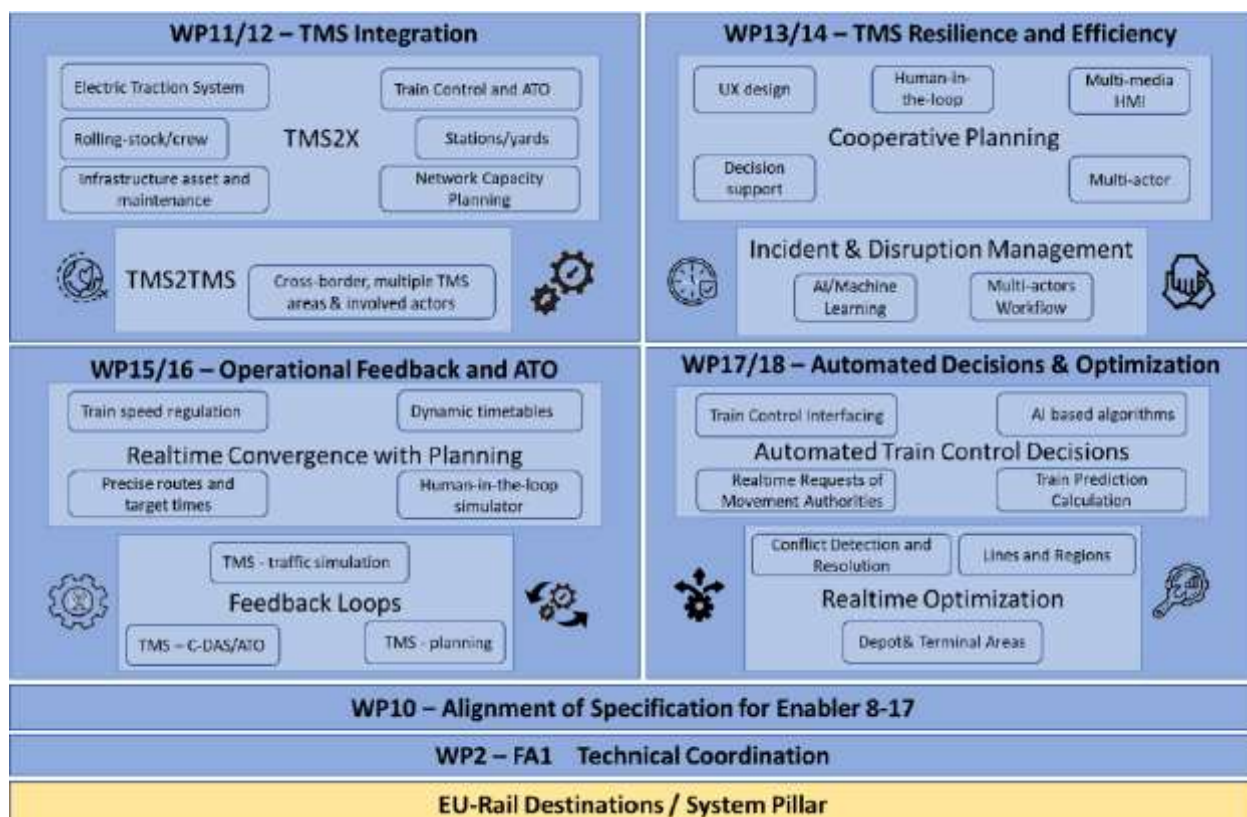 WP11/12 – TMS Integration
Electric Traction System
Train Control and ATO
Rolling-stock/crew
TMS2X
Stations/yards
Infrastructure asset and
maintenance
Network Capacity
Planning
TMS2TMS
Cross-border, multiple TMS
areas & involved actors
WP13/14 – TMS Resilience and Efficiency
UX design
Human-in-
the-loop
Multi-media
HMI
Cooperative Planning
Decision
support
Multi-actor
Incident & Disruption Management
AI/Machine
Learning
Multi-actors
Workflow
WP15/16 – Operational Feedback and ATO
Train speed regulation
Dynamic timetables
Realtime Convergence with Planning
Precise routes and
target times
Human-in-the-loop
simulator
TMS - traffic simulation
Feedback Loops
TMS – C-DAS/ATO
TMS - planning
WP17/18 – Automated Decisions & Optimization
Train Control Interfacing
AI based algorithms
Automated Train Control Decisions
Realtime Requests of
Movement Authorities
Train Prediction
Calculation
Conflict Detection and
Resolution
Lines and Regions
Realtime Optimization
Depot& Terminal Areas
WP10 – Alignment of Specification for Enabler 8-17
WP2 – FA1 Technical Coordination
EU-Rail Destinations / System Pillar